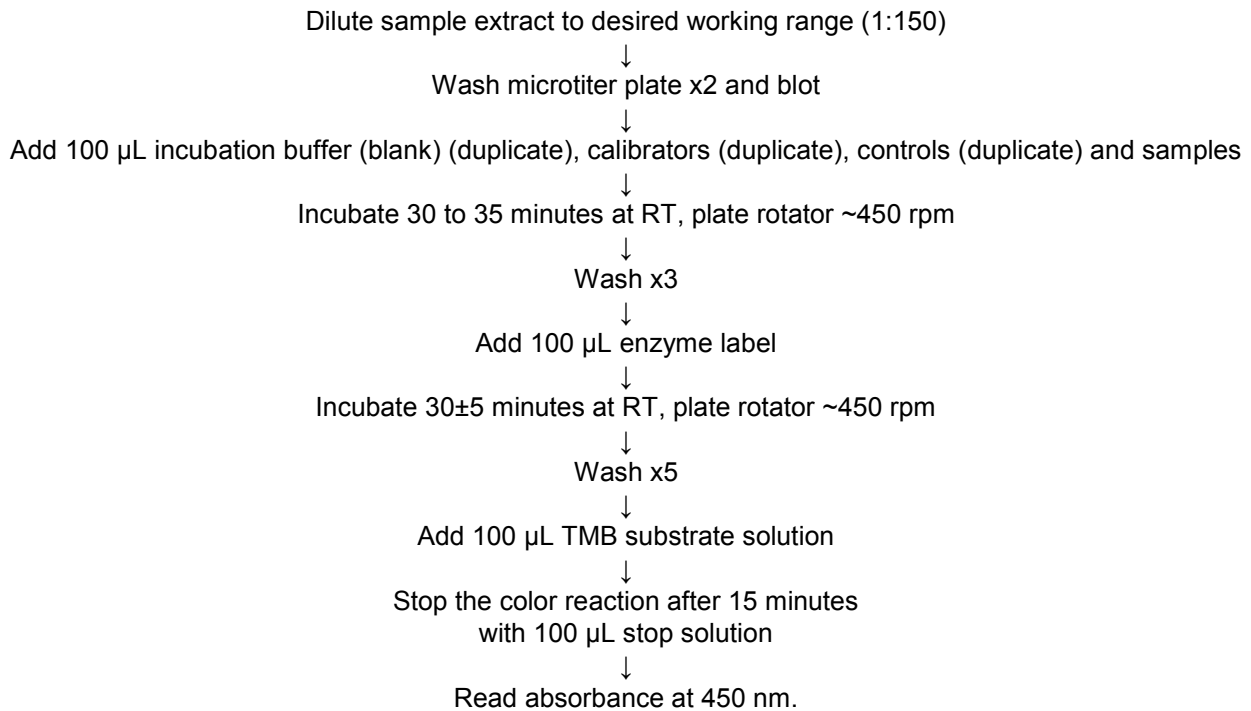 Dilute sample extract to desired working range (1:150)
↓
Wash microtiter plate x2 and blot
↓
Add 100 µL incubation buffer (blank) (duplicate), calibrators (duplicate), controls (duplicate) and samples
↓
Incubate 30 to 35 minutes at RT, plate rotator ~450 rpm
↓
Wash x3
↓
Add 100 µL enzyme label
↓
Incubate 30±5 minutes at RT, plate rotator ~450 rpm
↓
Wash x5
↓
Add 100 µL TMB substrate solution
↓
Stop the color reaction after 15 minutes
with 100 µL stop solution
↓
Read absorbance at 450 nm.